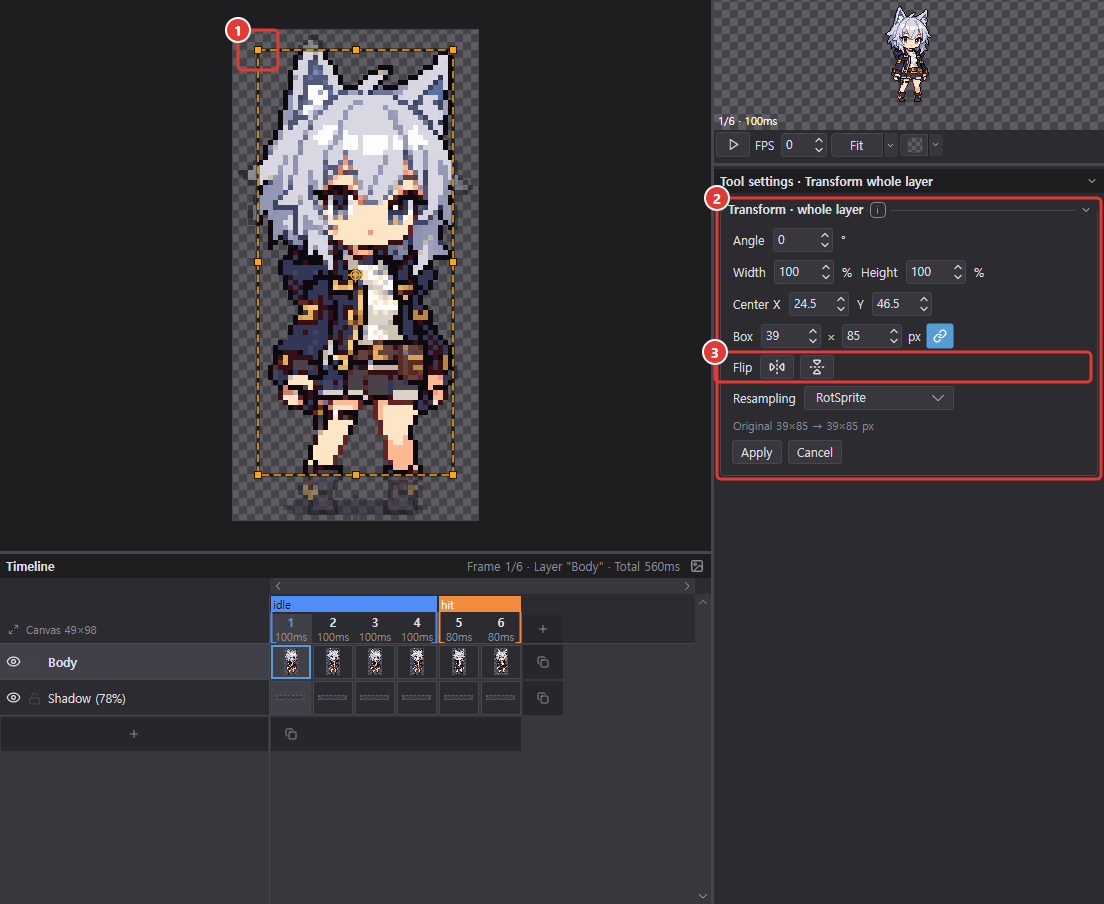 1
1/6 · 100ms
FPS 0 Fit
Tool settings · Transform whole layer
2
Transform · whole layer i
Angle 0 °
Width 100 % Height 100 %
Center X 24.5 Y 46.5
Box 39 × 85 px
3
Flip
Resampling RotSprite
Original 39×85 → 39×85 px
Apply Cancel
Timeline Frame 1/6 · Layer "Body" · Total 560ms
idle hit
1 2 3 4 5 6 +
100ms 100ms 100ms 100ms 80ms 80ms
Canvas 49×98
Body
Shadow (78%)
+